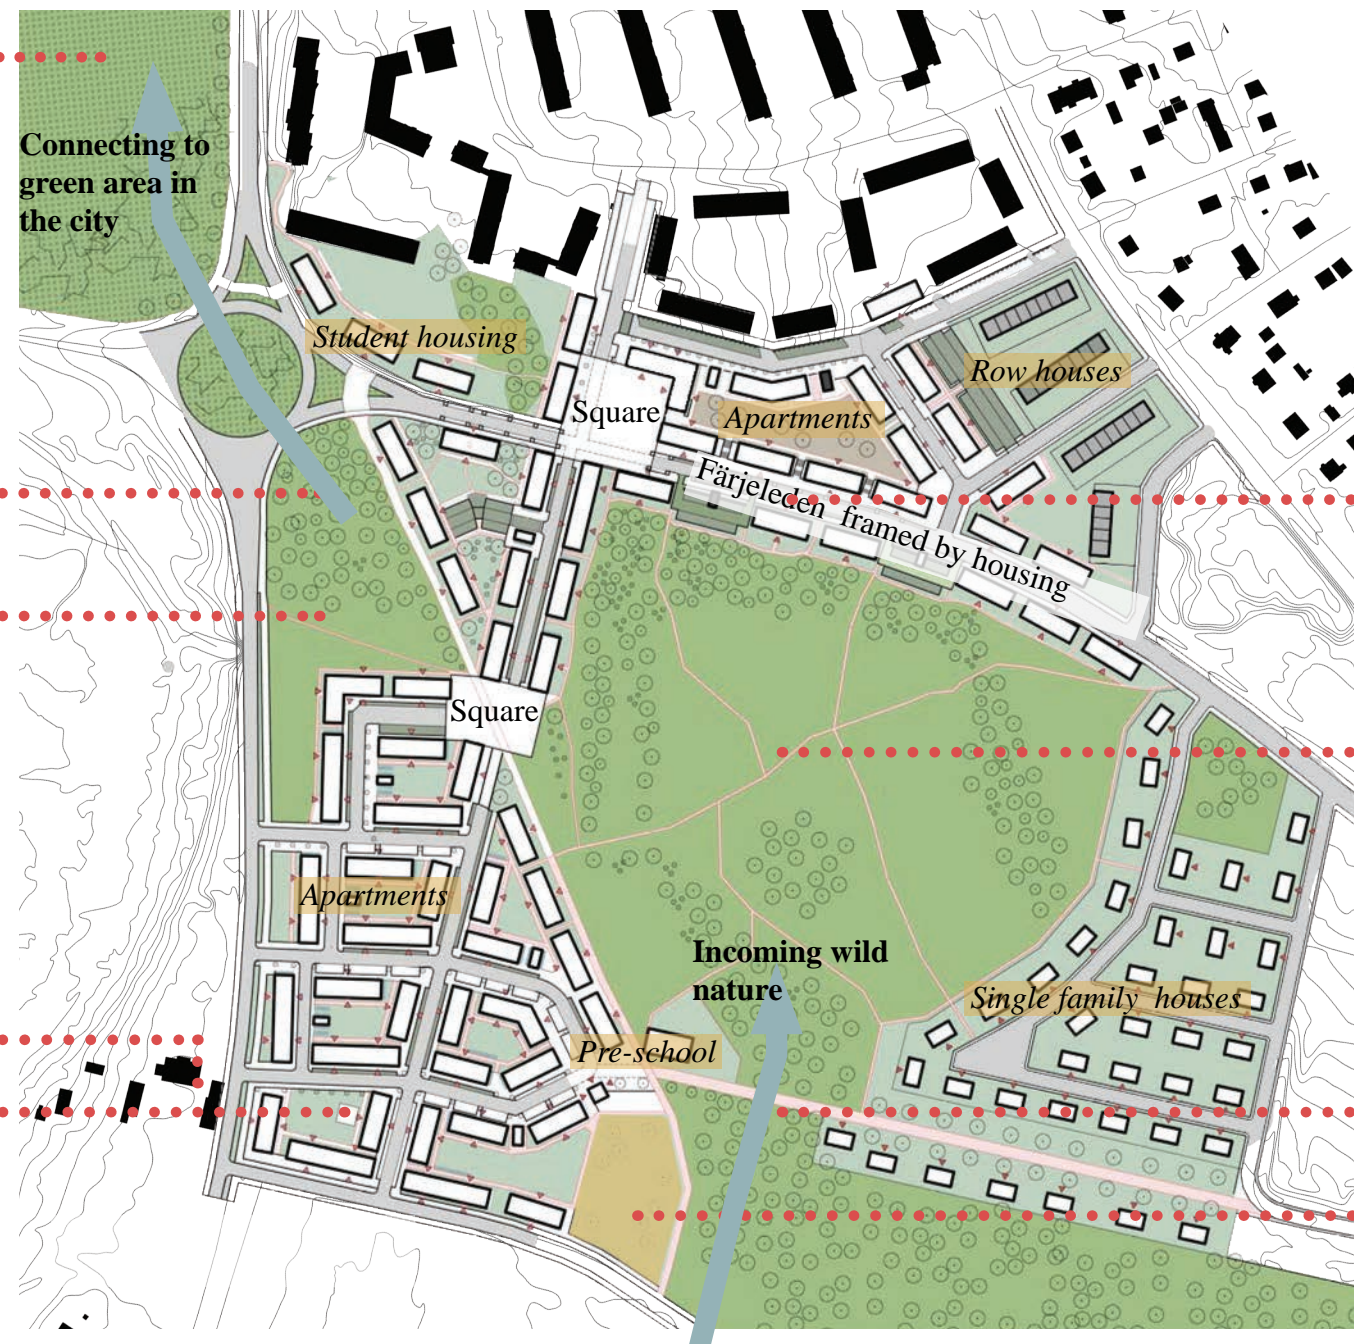 Connecting to
green area in
the city
Student housing
Row houses
Square
Apartments
Färjeleden framed by housing
Square
Apartments
Incoming wild
nature
Single family houses
Pre-school